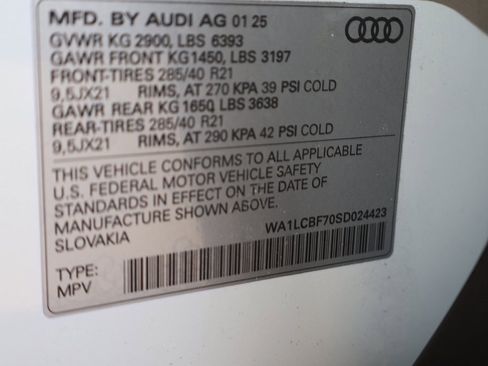 MFD. BY AUDI AG 01 25
GVWR KG 2900, LBS 6393
GAWR FRONT KG 1450, LBS 3197
FRONT-TIRES 285/40 R21
9,5JX21 RIMS, AT 270 KPA 39 PSI COLD
GAWR REAR KG 1650, LBS 3638
REAR-TIRES 285/40 R21
9,5JX21 RIMS, AT 290 KPA 42 PSI COLD
THIS VEHICLE CONFORMS TO ALL APPLICABLE
U.S. FEDERAL MOTOR VEHICLE SAFETY
STANDARDS IN EFFECT ON THE DATE OF
MANUFACTURE SHOWN ABOVE.
SLOVAKIA
WA1LCBF70SD024423
TYPE:
MPV